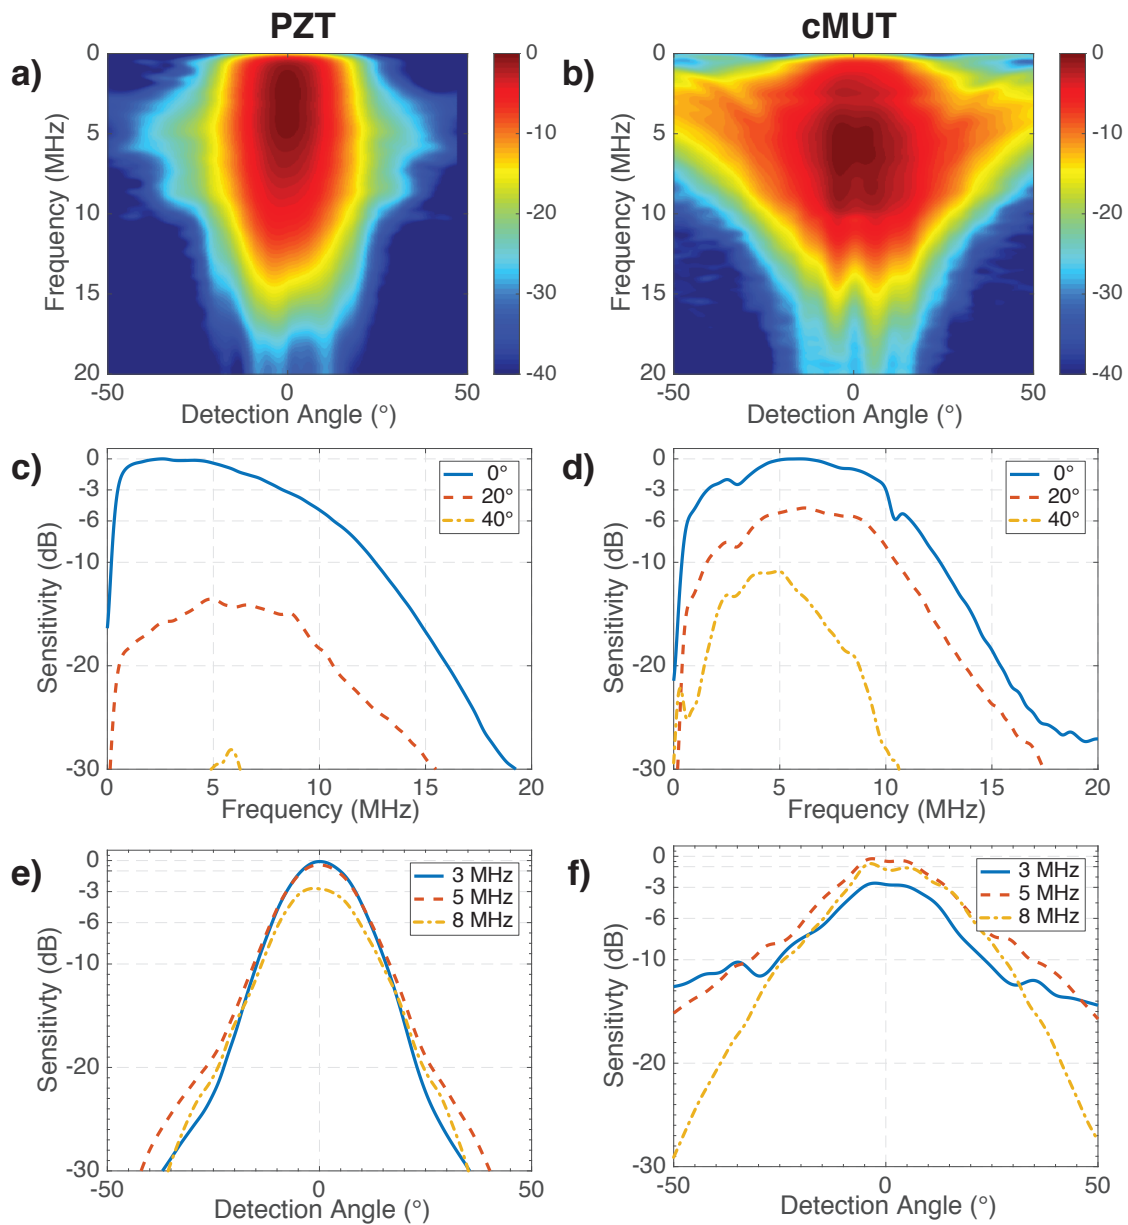 PZT
cMUT
a)
0
5
10
15
20
Frequency (MHz)
-50
0
50
Detection Angle (°)
0
-10
-20
-30
-40
b)
0
5
10
15
20
Frequency (MHz)
-50
0
50
Detection Angle (°)
0
-10
-20
-30
-40
c)
0
-3
-6
-10
-20
-30
Sensitivity (dB)
0°
20°
40°
0
5
10
15
20
Frequency (MHz)
d)
0
-3
-6
-10
-20
-30
Sensitivity (dB)
0°
20°
40°
0
5
10
15
20
Frequency (MHz)
e)
0
-3
-6
-10
-20
-30
Sensitivty (dB)
3 MHz
5 MHz
8 MHz
-50
0
50
Detection Angle (°)
f)
0
-3
-6
-10
-20
-30
Sensitivty (dB)
3 MHz
5 MHz
8 MHz
-50
0
50
Detection Angle (°)